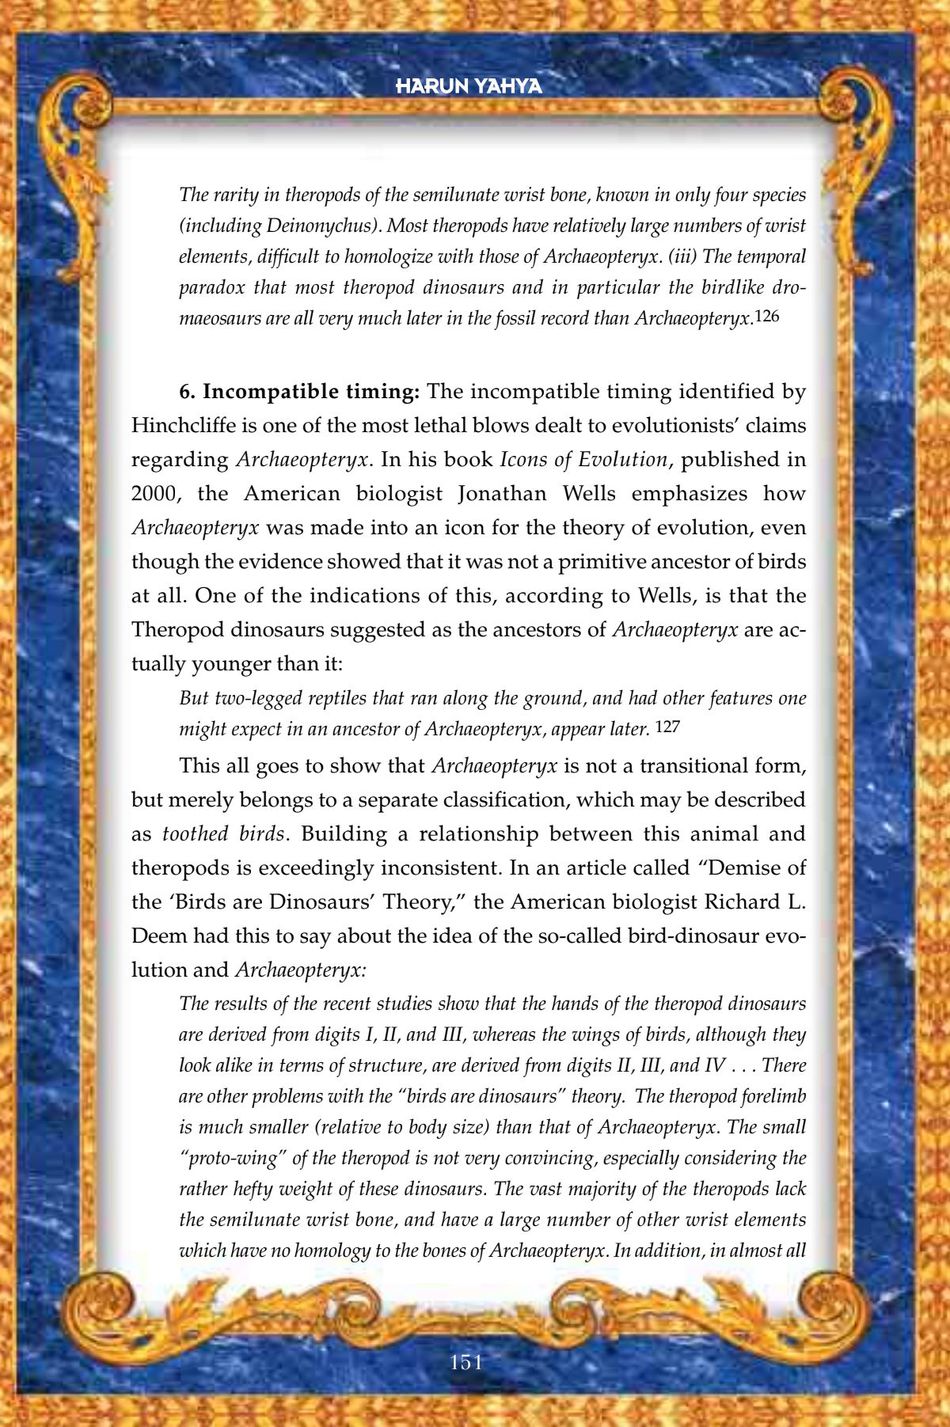 HARUN YAHYA
The rarity in theropods of the semilunate wrist bone, known in only four species
(including Deinonychus). Most theropods have relatively large numbers of wrist
elements, difficult to homologize with those of Archaeopteryx. (iii) The temporal
paradox that most theropod dinosaurs and in particular the birdlike dro-
maeosaurs are all very much later in the fossil record than Archaeopteryx.126
6. Incompatible timing: The incompatible timing identified by
Hinchcliffe is one of the most lethal blows dealt to evolutionists' claims
regarding Archaeopteryx. In his book Icons of Evolution, published in
2000, the American biologist Jonathan Wells emphasizes how
Archaeopteryx was made into an icon for the theory of evolution, even
though the evidence showed that it was not a primitive ancestor of birds
at all. One of the indications of this, according to Wells, is that the
Theropod dinosaurs suggested as the ancestors of Archaeopteryx are ac-
tually younger than it:
But two-legged reptiles that ran along the ground, and had other features one
might expect in an ancestor of Archaeopteryx, appear later. 127
This all goes to show that Archaeopteryx is not a transitional form,
but merely belongs to a separate classification, which may be described
as toothed birds. Building a relationship between this animal and
theropods is exceedingly inconsistent. In an article called “Demise of
the ‘Birds are Dinosaurs’ Theory,” the American biologist Richard L.
Deem had this to say about the idea of the so-called bird-dinosaur evo-
lution and Archaeopteryx:
The results of the recent studies show that the hands of the theropod dinosaurs
are derived from digits I, II, and III, whereas the wings of birds, although they
look alike in terms of structure, are derived from digits II, III, and IV . . . There
are other problems with the “birds are dinosaurs” theory. The theropod forelimb
is much smaller (relative to body size) than that of Archaeopteryx. The small
“proto-wing” of the theropod is not very convincing, especially considering the
rather hefty weight of these dinosaurs. The vast majority of the theropods lack
the semilunate wrist bone, and have a large number of other wrist elements
which have no homology to the bones of Archaeopteryx. In addition, in almost all
151